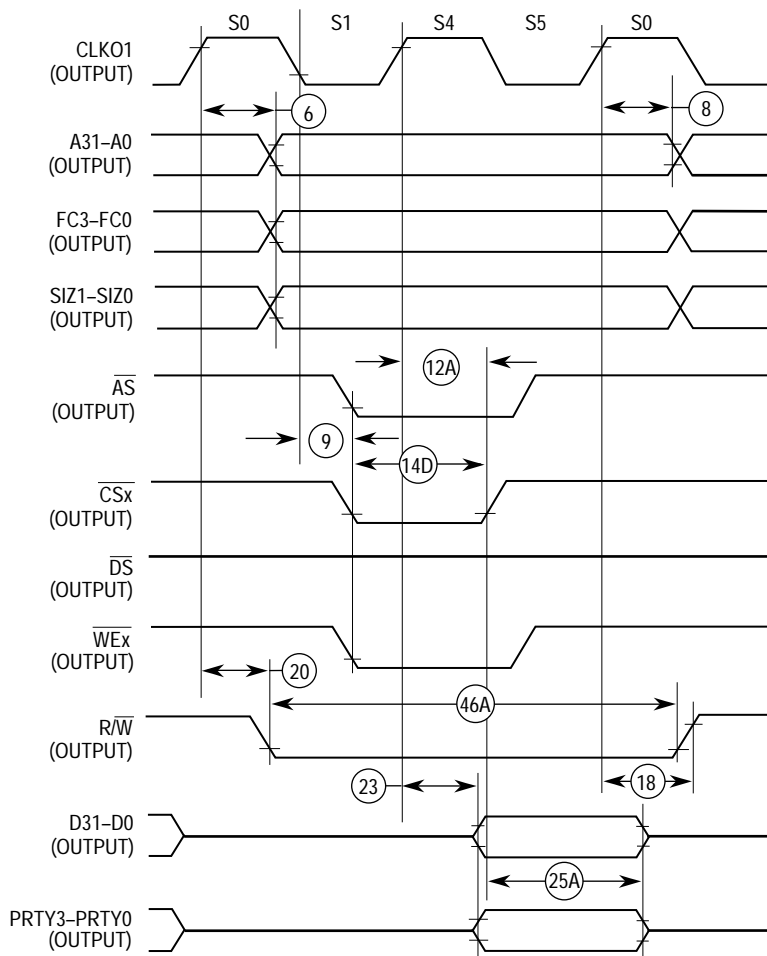 S0 S1 S4 S5 S0
CLKO1
(OUTPUT)
6
8
A31–A0
(OUTPUT)
FC3–FC0
(OUTPUT)
SIZ1–SIZ0
(OUTPUT)
12A
AS
(OUTPUT)
9
14D
CSx
(OUTPUT)
DS
(OUTPUT)
WEx
(OUTPUT)
20
46A
R/W
(OUTPUT)
23
18
D31–D0
(OUTPUT)
25A
PRTY3–PRTY0
(OUTPUT)